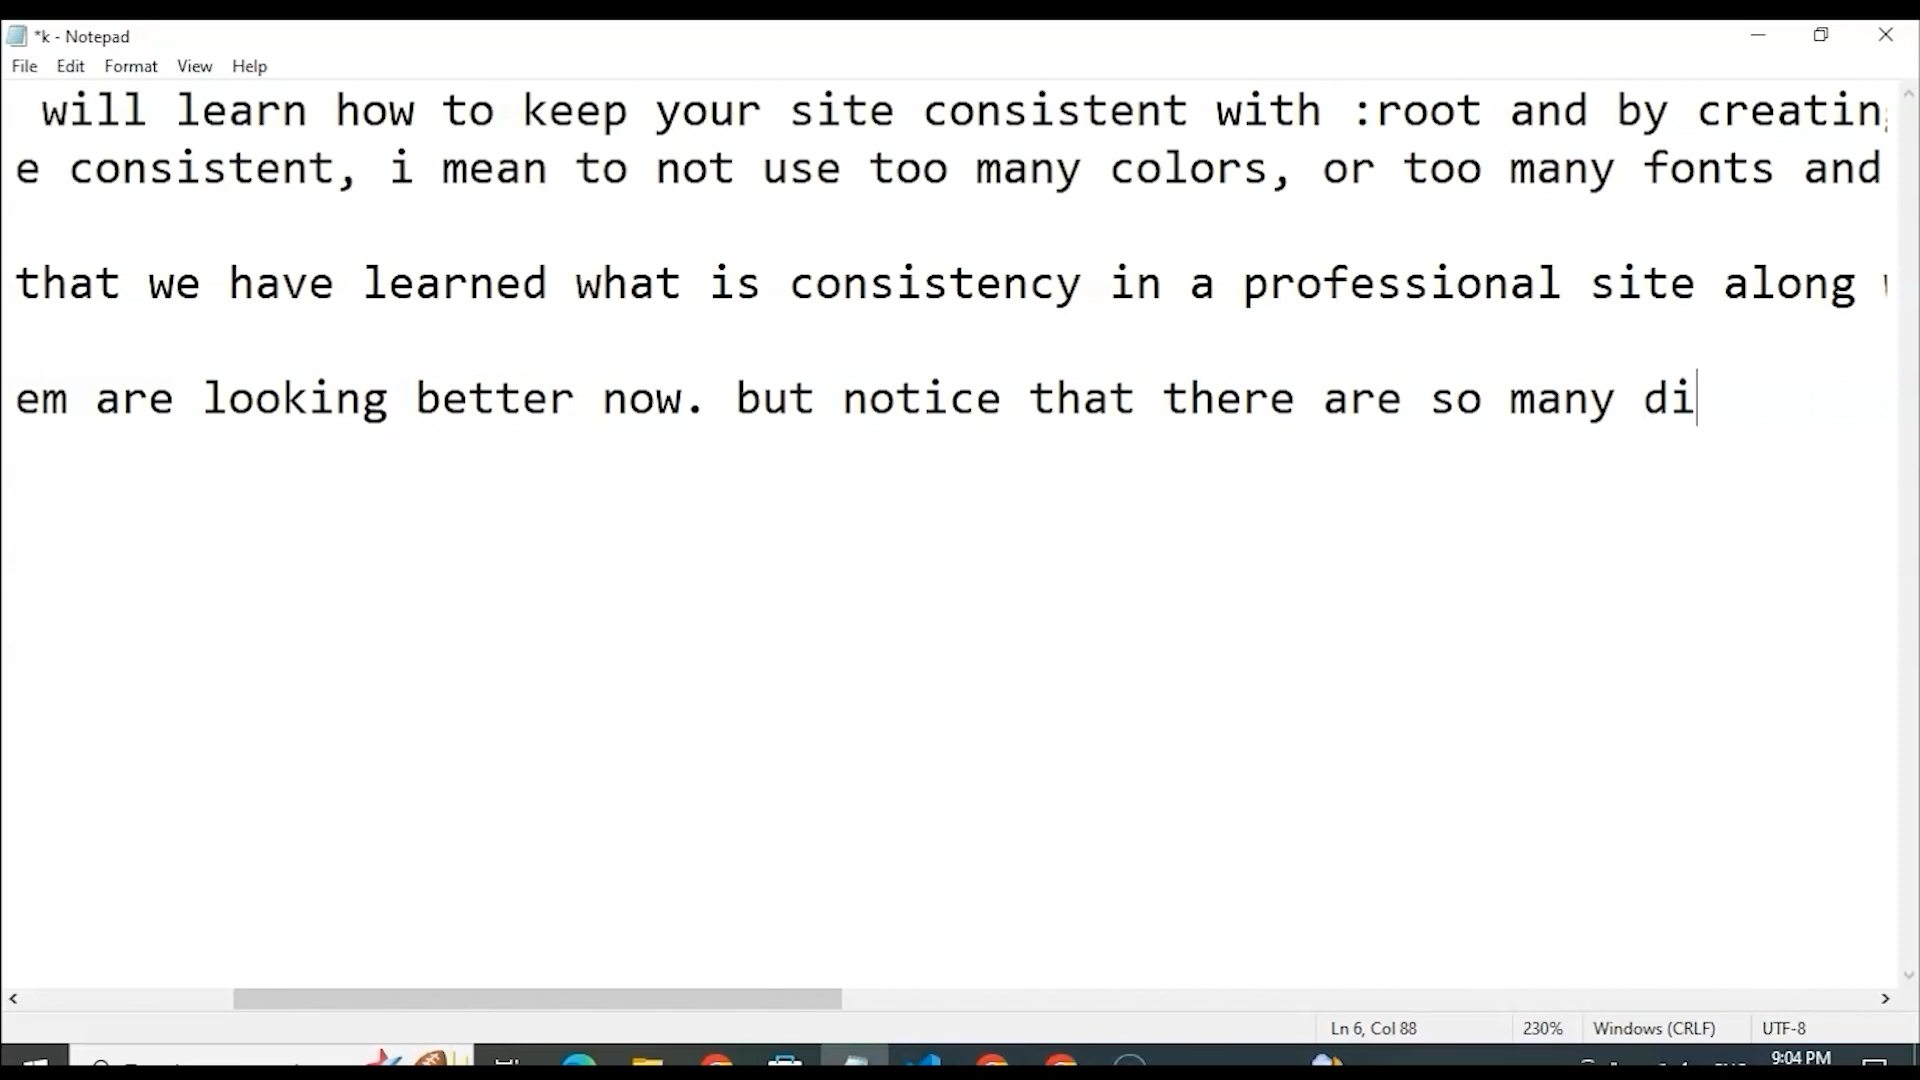 *k - Notepad
File Edit Format View Help
will learn how to keep your site consistent with :root and by creating
e consistent, i mean to not use too many colors, or too many fonts and
that we have learned what is consistency in a professional site along
em are looking better now. but notice that there are so many di
Ln 6, Col 88 230% Windows (CRLF) UTF-8
9:04 PM